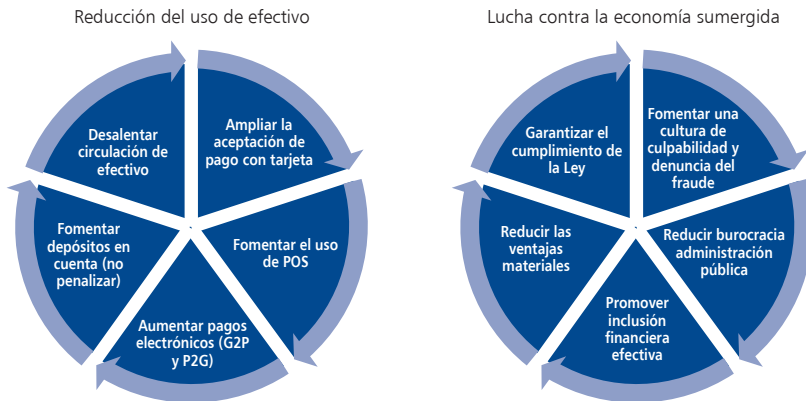 Reducción del uso de efectivo
Desalentar
circulación de
efectivo
Ampliar la
aceptación de
pago con tarjeta
Fomentar el uso
de POS
Aumentar pagos
electrónicos (G2P
y P2G)
Fomentar
depósitos en
cuenta (no
penalizar)
Lucha contra la economía sumergida
Garantizar el
cumplimiento de
la Ley
Fomentar una
cultura de
culpabilidad y
denuncia del
fraude
Reducir burocracia
administración
pública
Promover
inclusión
financiera
efectiva
Reducir las
ventajas
materiales